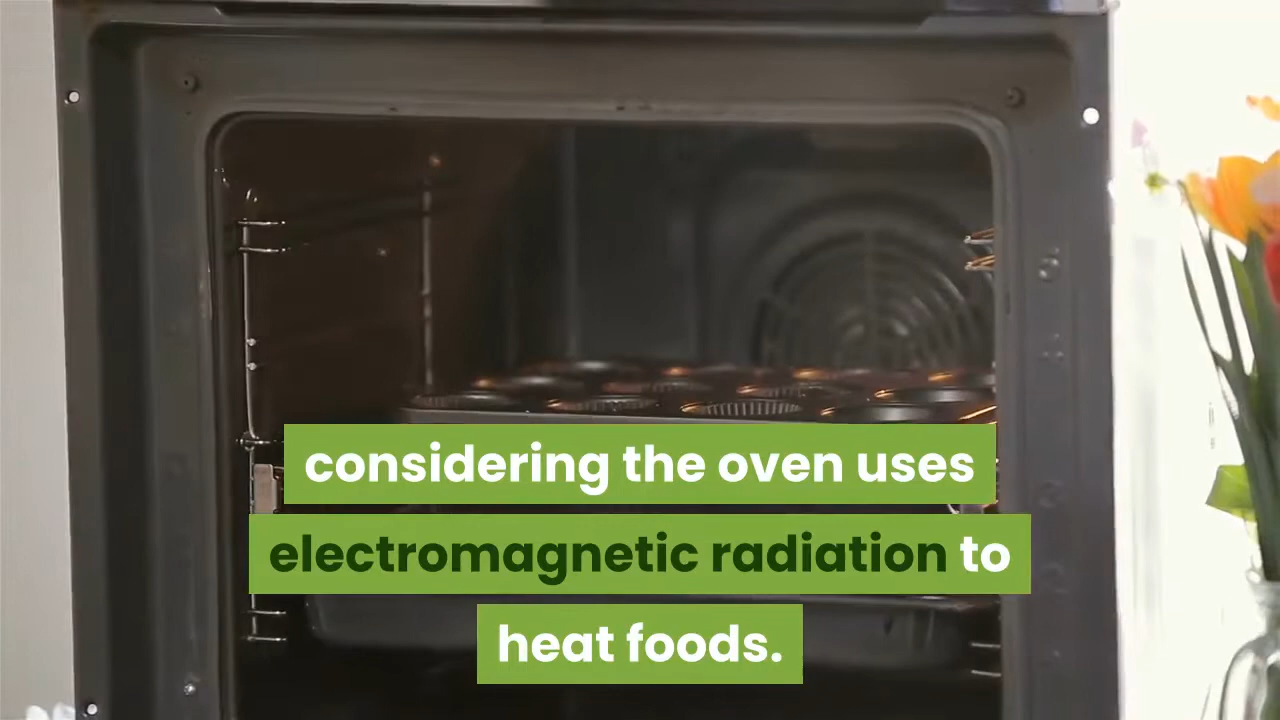 considering the oven uses
electromagnetic radiation to
heat foods.